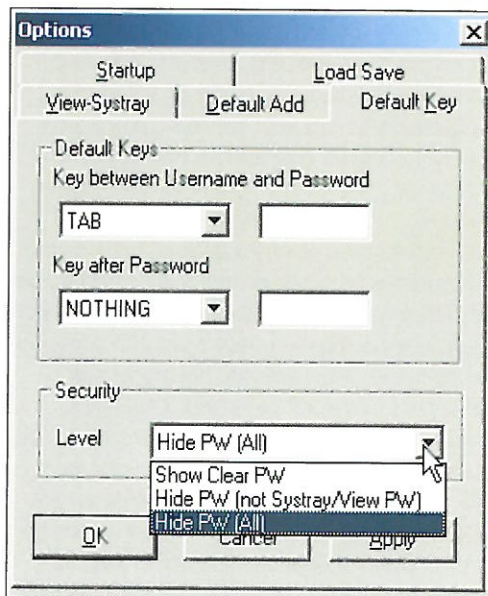 Options
Startup
Load Save
View-Systray
Default Add
Default Key
Default Keys
Key between Username and Password
TAB
Key after Password
NOTHING
Security
Level
Hide PW (All)
Show Clear PW
Hide PW (not Systray/View PW)
Hide PW (All)
OK
Cancel
Apply